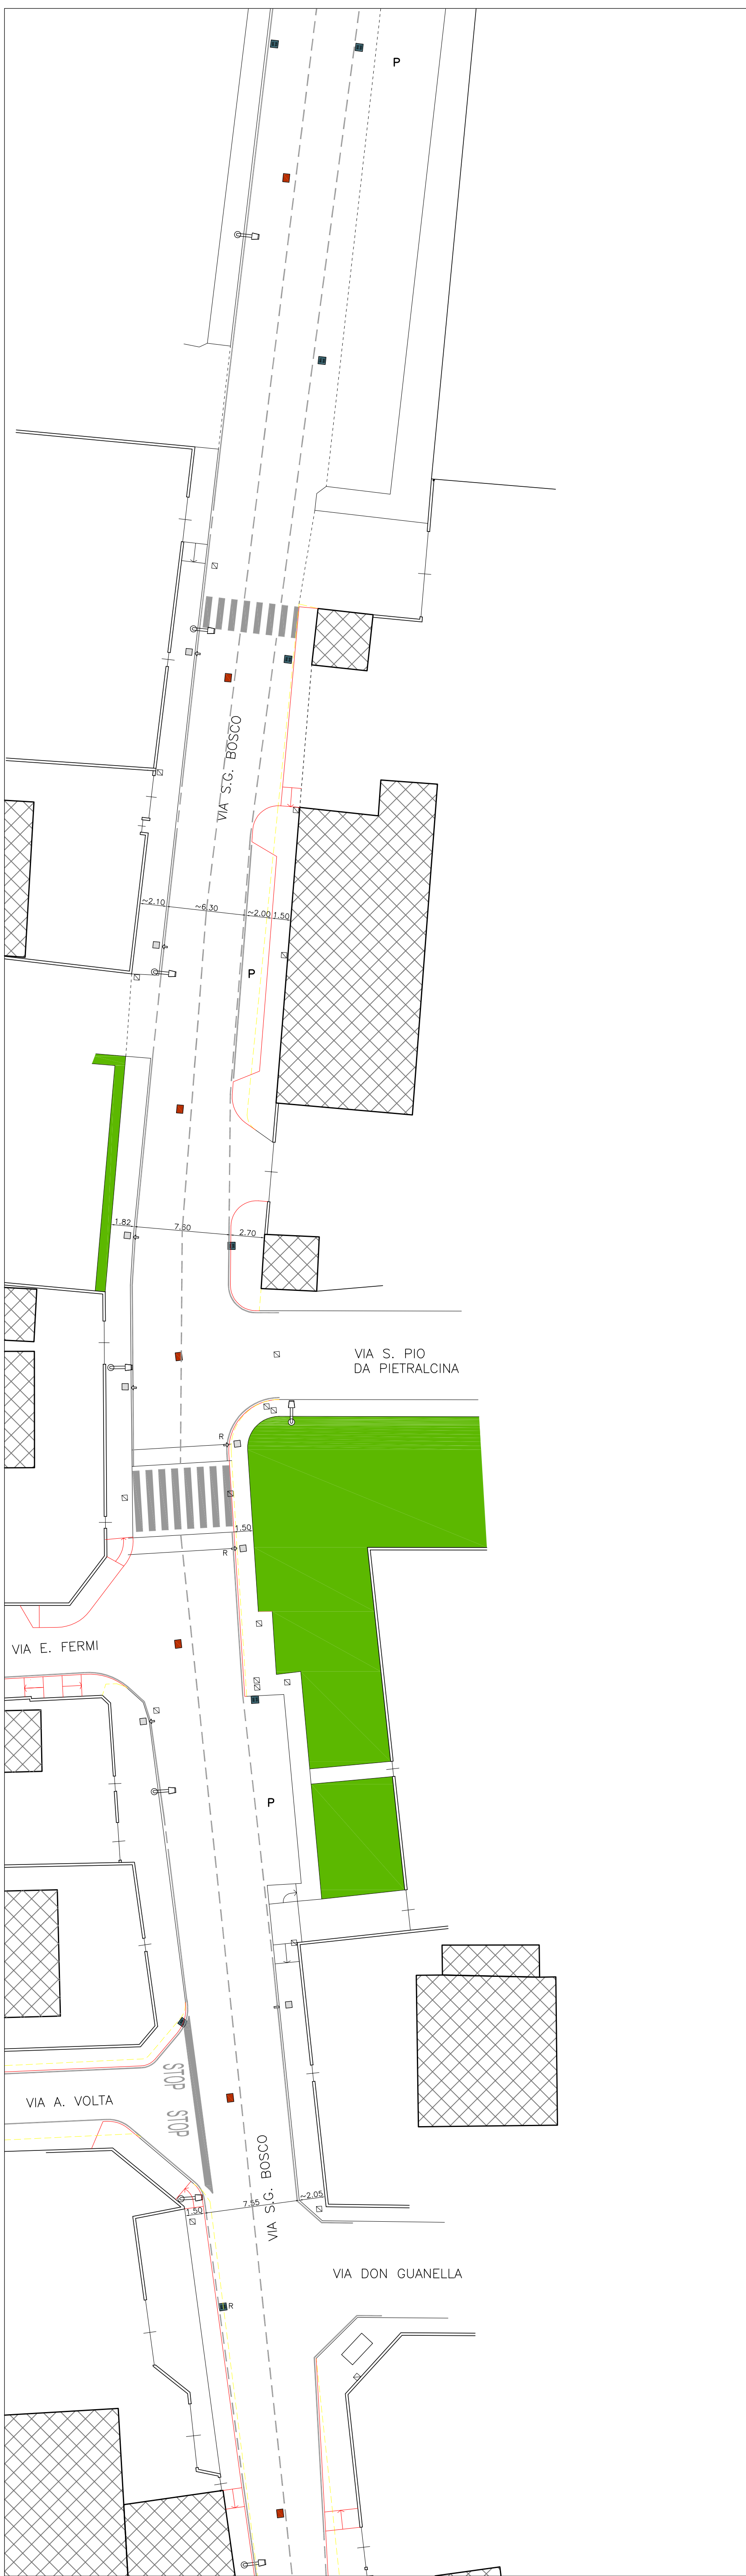 P
VIA S.G. BOSCO
~2.10
~6.30
~2.00
1.50
P
1.82
7.60
2.70
VIA S. PIO
DA PIETRALCINA
R
1.50
R
VIA E. FERMI
P
STOP
STOP
VIA A. VOLTA
VIA S.G. BOSCO
1.50
7.55
~2.05
VIA DON GUANELLA
R